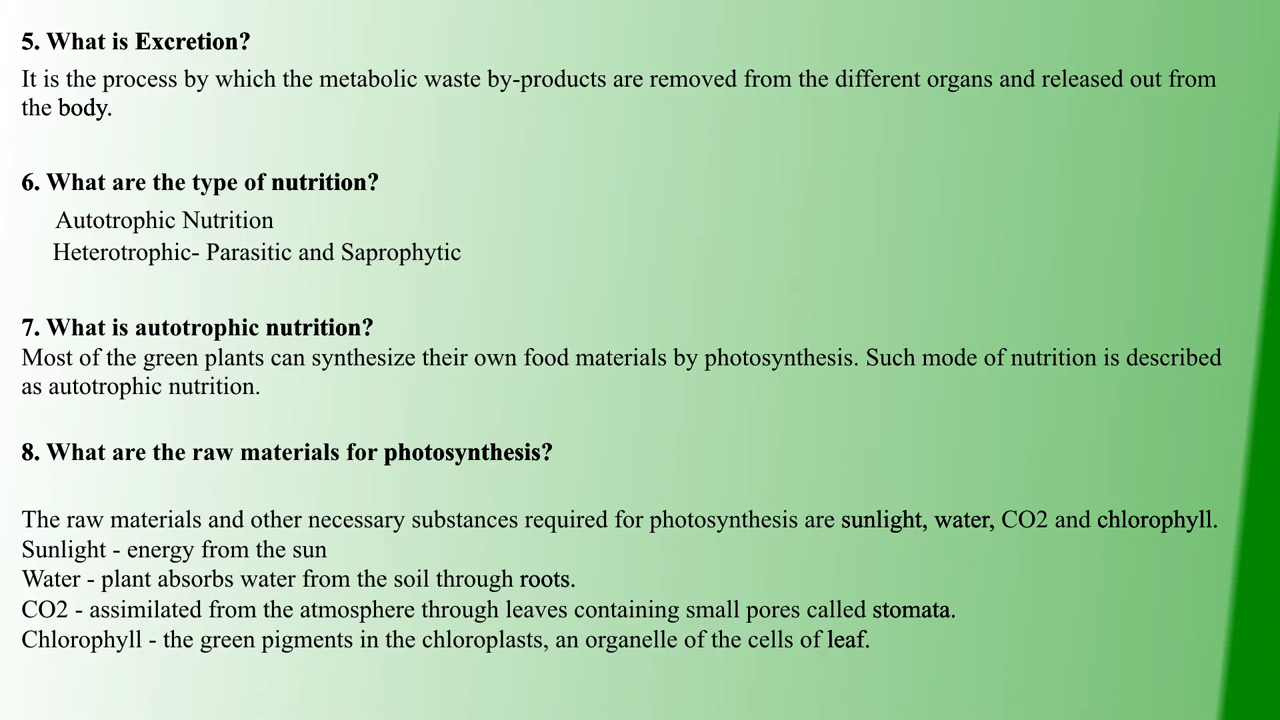 5. What is Excretion?
It is the process by which the metabolic waste by-products are removed from the different organs and released out from
the body.
6. What are the type of nutrition?
Autotrophic Nutrition
Heterotrophic- Parasitic and Saprophytic
7. What is autotrophic nutrition?
Most of the green plants can synthesize their own food materials by photosynthesis. Such mode of nutrition is described
as autotrophic nutrition.
8. What are the raw materials for photosynthesis?
The raw materials and other necessary substances required for photosynthesis are sunlight, water, CO2 and chlorophyll.
Sunlight - energy from the sun
Water - plant absorbs water from the soil through roots.
CO2 - assimilated from the atmosphere through leaves containing small pores called stomata.
Chlorophyll - the green pigments in the chloroplasts, an organelle of the cells of leaf.